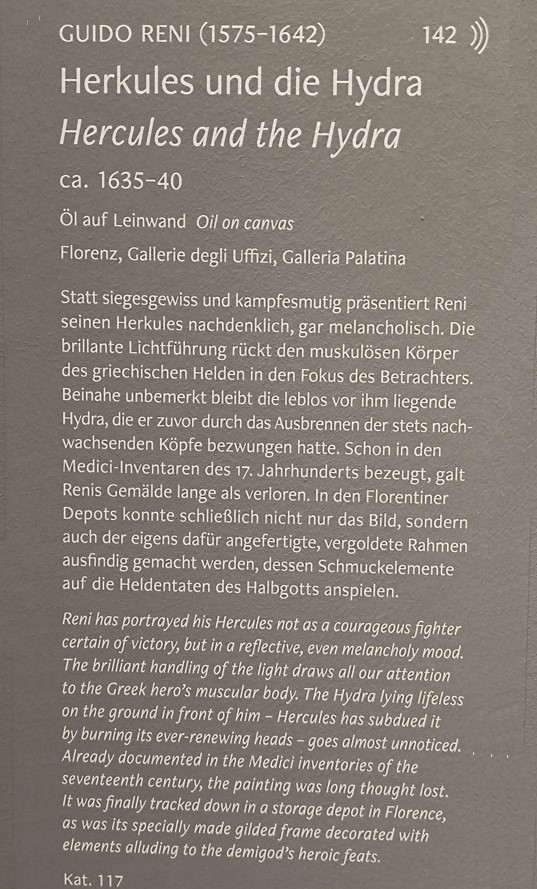 GUIDO RENI (1575–1642) 142
Herkules und die Hydra
Hercules and the Hydra
ca. 1635–40
Öl auf Leinwand Oil on canvas
Florenz, Gallerie degli Uffizi, Galleria Palatina
Statt siegesgewiss und kampfesmutig präsentiert Reni
seinen Herkules nachdenklich, gar melancholisch. Die
brillante Lichtführung rückt den muskulösen Körper
des griechischen Helden in den Fokus des Betrachters.
Beinahe unbemerkt bleibt die leblos vor ihm liegende
Hydra, die er zuvor durch das Ausbrennen der stets nach-
wachsenden Köpfe bezwungen hatte. Schon in den
Medici-Inventaren des 17. Jahrhunderts bezeugt, galt
Renis Gemälde lange als verloren. In den Florentiner
Depots konnte schließlich nicht nur das Bild, sondern
auch der eigens dafür angefertigte, vergoldete Rahmen
ausfindig gemacht werden, dessen Schmuckelemente
auf die Heldentaten des Halbgotts anspielen.
Reni has portrayed his Hercules not as a courageous fighter
certain of victory, but in a reflective, even melancholy mood.
The brilliant handling of the light draws all our attention
to the Greek hero's muscular body. The Hydra lying lifeless
on the ground in front of him – Hercules has subdued it
by burning its ever-renewing heads – goes almost unnoticed.
Already documented in the Medici inventories of the
seventeenth century, the painting was long thought lost.
It was finally tracked down in a storage depot in Florence,
as was its specially made gilded frame decorated with
elements alluding to the demigod's heroic feats.
Kat. 117